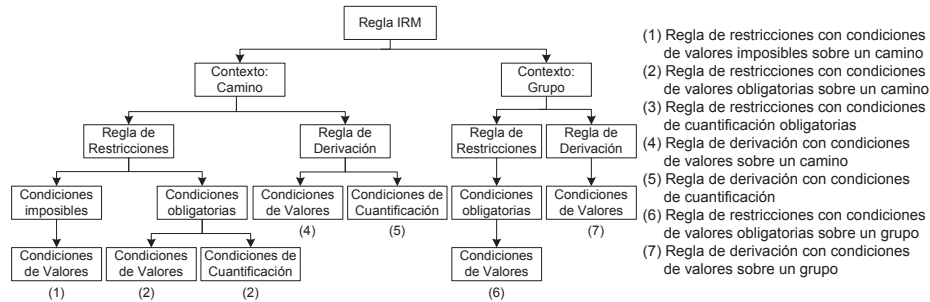 Regla IRM
Contexto:
Camino
Contexto:
Grupo
Regla de
Restricciones
Regla de
Derivación
Regla de
Restricciones
Regla de
Derivación
Condiciones
imposibles
Condiciones
obligatorias
Condiciones
de Valores
(4)
Condiciones de
Cuantificación
(5)
Condiciones
obligatorias
Condiciones
de Valores
(7)
Condiciones
de Valores
(1)
Condiciones
de Valores
(2)
Condiciones de
Cuantificación
(2)
Condiciones
de Valores
(6)
(1) Regla de restricciones con condiciones
de valores imposibles sobre un camino
(2) Regla de restricciones con condiciones
de valores obligatorias sobre un camino
(3) Regla de restricciones con condiciones
de cuantificación obligatorias
(4) Regla de derivación con condiciones
de valores sobre un camino
(5) Regla de derivación con condiciones
de cuantificación
(6) Regla de restricciones con condiciones
de valores obligatorias sobre un grupo
(7) Regla de derivación con condiciones
de valores sobre un grupo